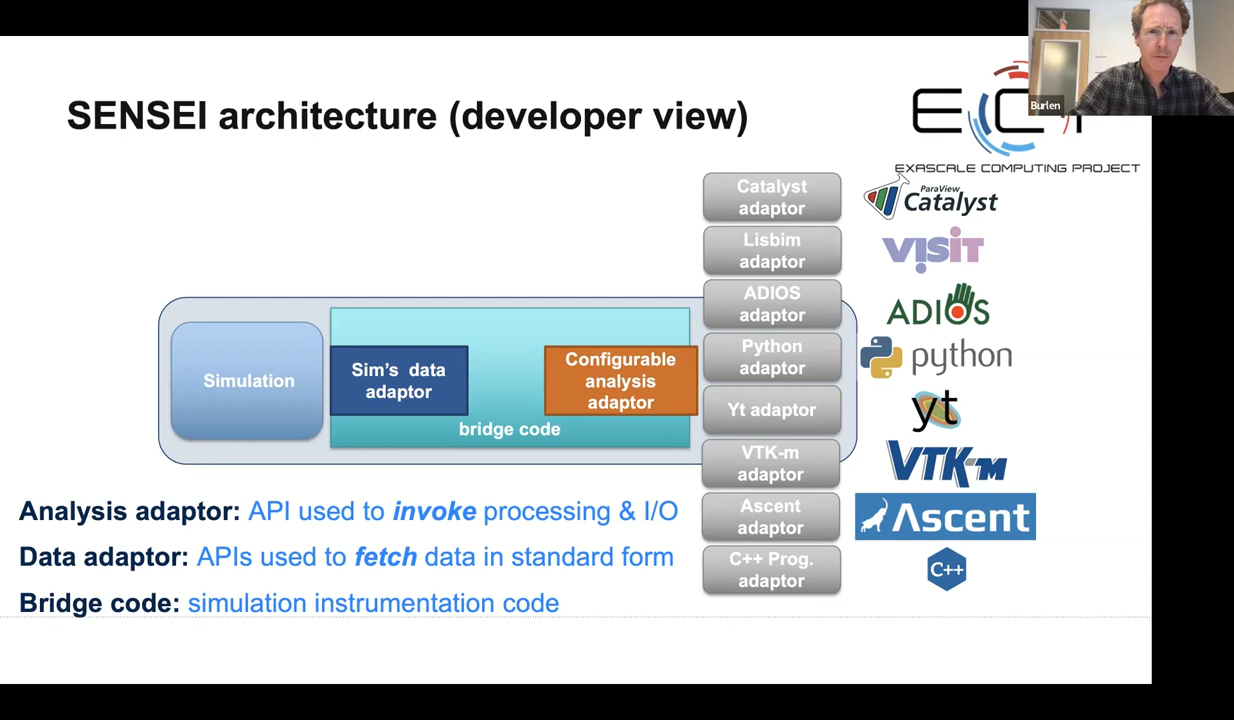 Burlen
SENSEI architecture (developer view)
EXASCALE COMPUTING PROJECT
Catalyst
adaptor
ParaView
Catalyst
Lisbim
adaptor
VisIT
ADIOS
adaptor
ADIOS
Simulation
Sim's data
adaptor
Configurable
analysis
adaptor
bridge code
Python
adaptor
python
Yt adaptor
yt
VTK-m
adaptor
VTK-m
Analysis adaptor: API used to invoke processing & I/O
Ascent
adaptor
Ascent
Data adaptor: APIs used to fetch data in standard form
C++ Prog.
adaptor
C++
Bridge code: simulation instrumentation code